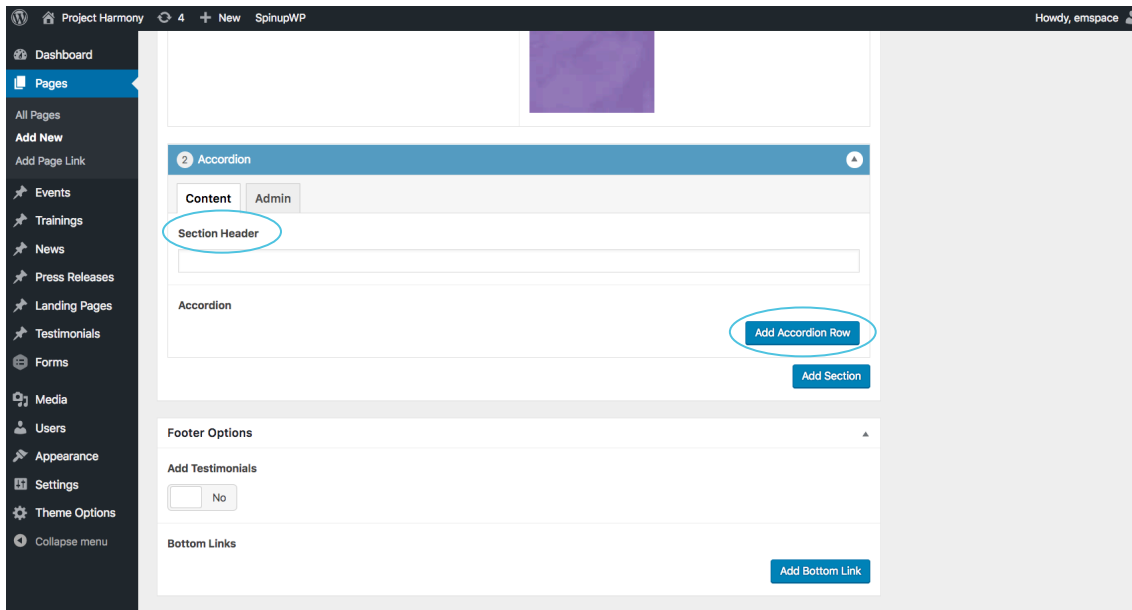 Project Harmony 4 New SpinupWP Howdy, emspace
Dashboard
Pages
All Pages
Add New
Add Page Link
Events
Trainings
News
Press Releases
Landing Pages
Testimonials
Forms
Media
Users
Appearance
Settings
Theme Options
Collapse menu
2 Accordion
Content Admin
Section Header
Accordion
Add Accordion Row
Add Section
Footer Options
Add Testimonials
No
Bottom Links
Add Bottom Link